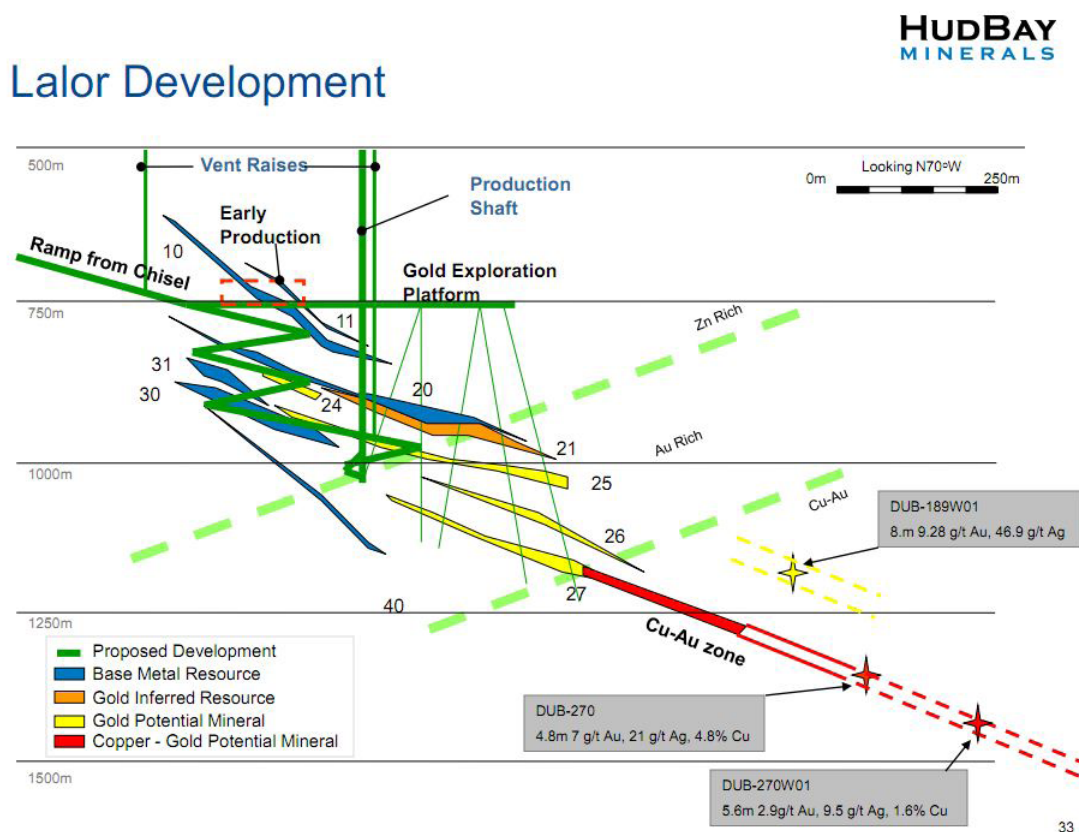 HUDBAY
MINERALS
Lalor Development
500m
Vent Raises
Looking N70ºW
0m
250m
Production
Shaft
Early
Production
10
Ramp from Chisel
Gold Exploration
Platform
750m
11
Zn Rich
31
30
24
20
21
Au Rich
1000m
25
Cu-Au
DUB-189W01
8.m 9.28 g/t Au, 46.9 g/t Ag
26
27
40
1250m
Cu-Au zone
Proposed Development
Base Metal Resource
Gold Inferred Resource
Gold Potential Mineral
Copper - Gold Potential Mineral
DUB-270
4.8m 7 g/t Au, 21 g/t Ag, 4.8% Cu
1500m
DUB-270W01
5.6m 2.9g/t Au, 9.5 g/t Ag, 1.6% Cu
33